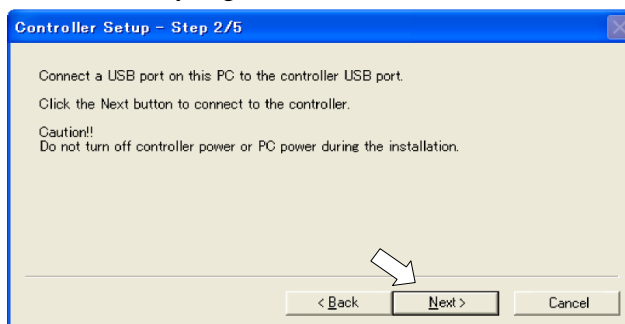 Controller Setup - Step 2/5
Connect a USB port on this PC to the controller USB port.
Click the Next button to connect to the controller.
Caution!!
Do not turn off controller power or PC power during the installation.
< Back
Next >
Cancel